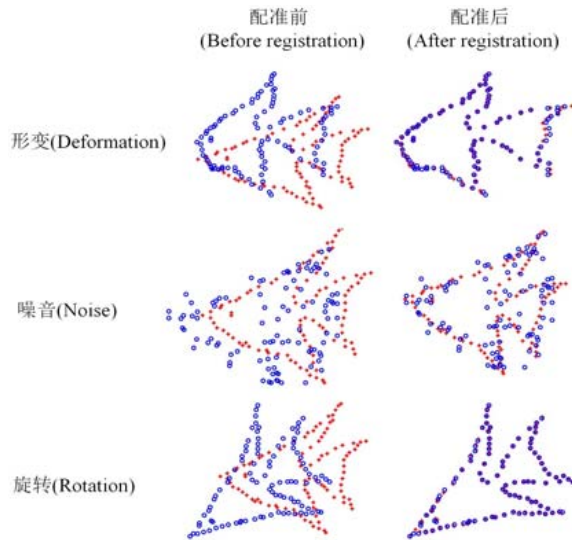 配准前
(Before registration)
配准后
(After registration)
形变(Deformation)
噪音(Noise)
旋转(Rotation)